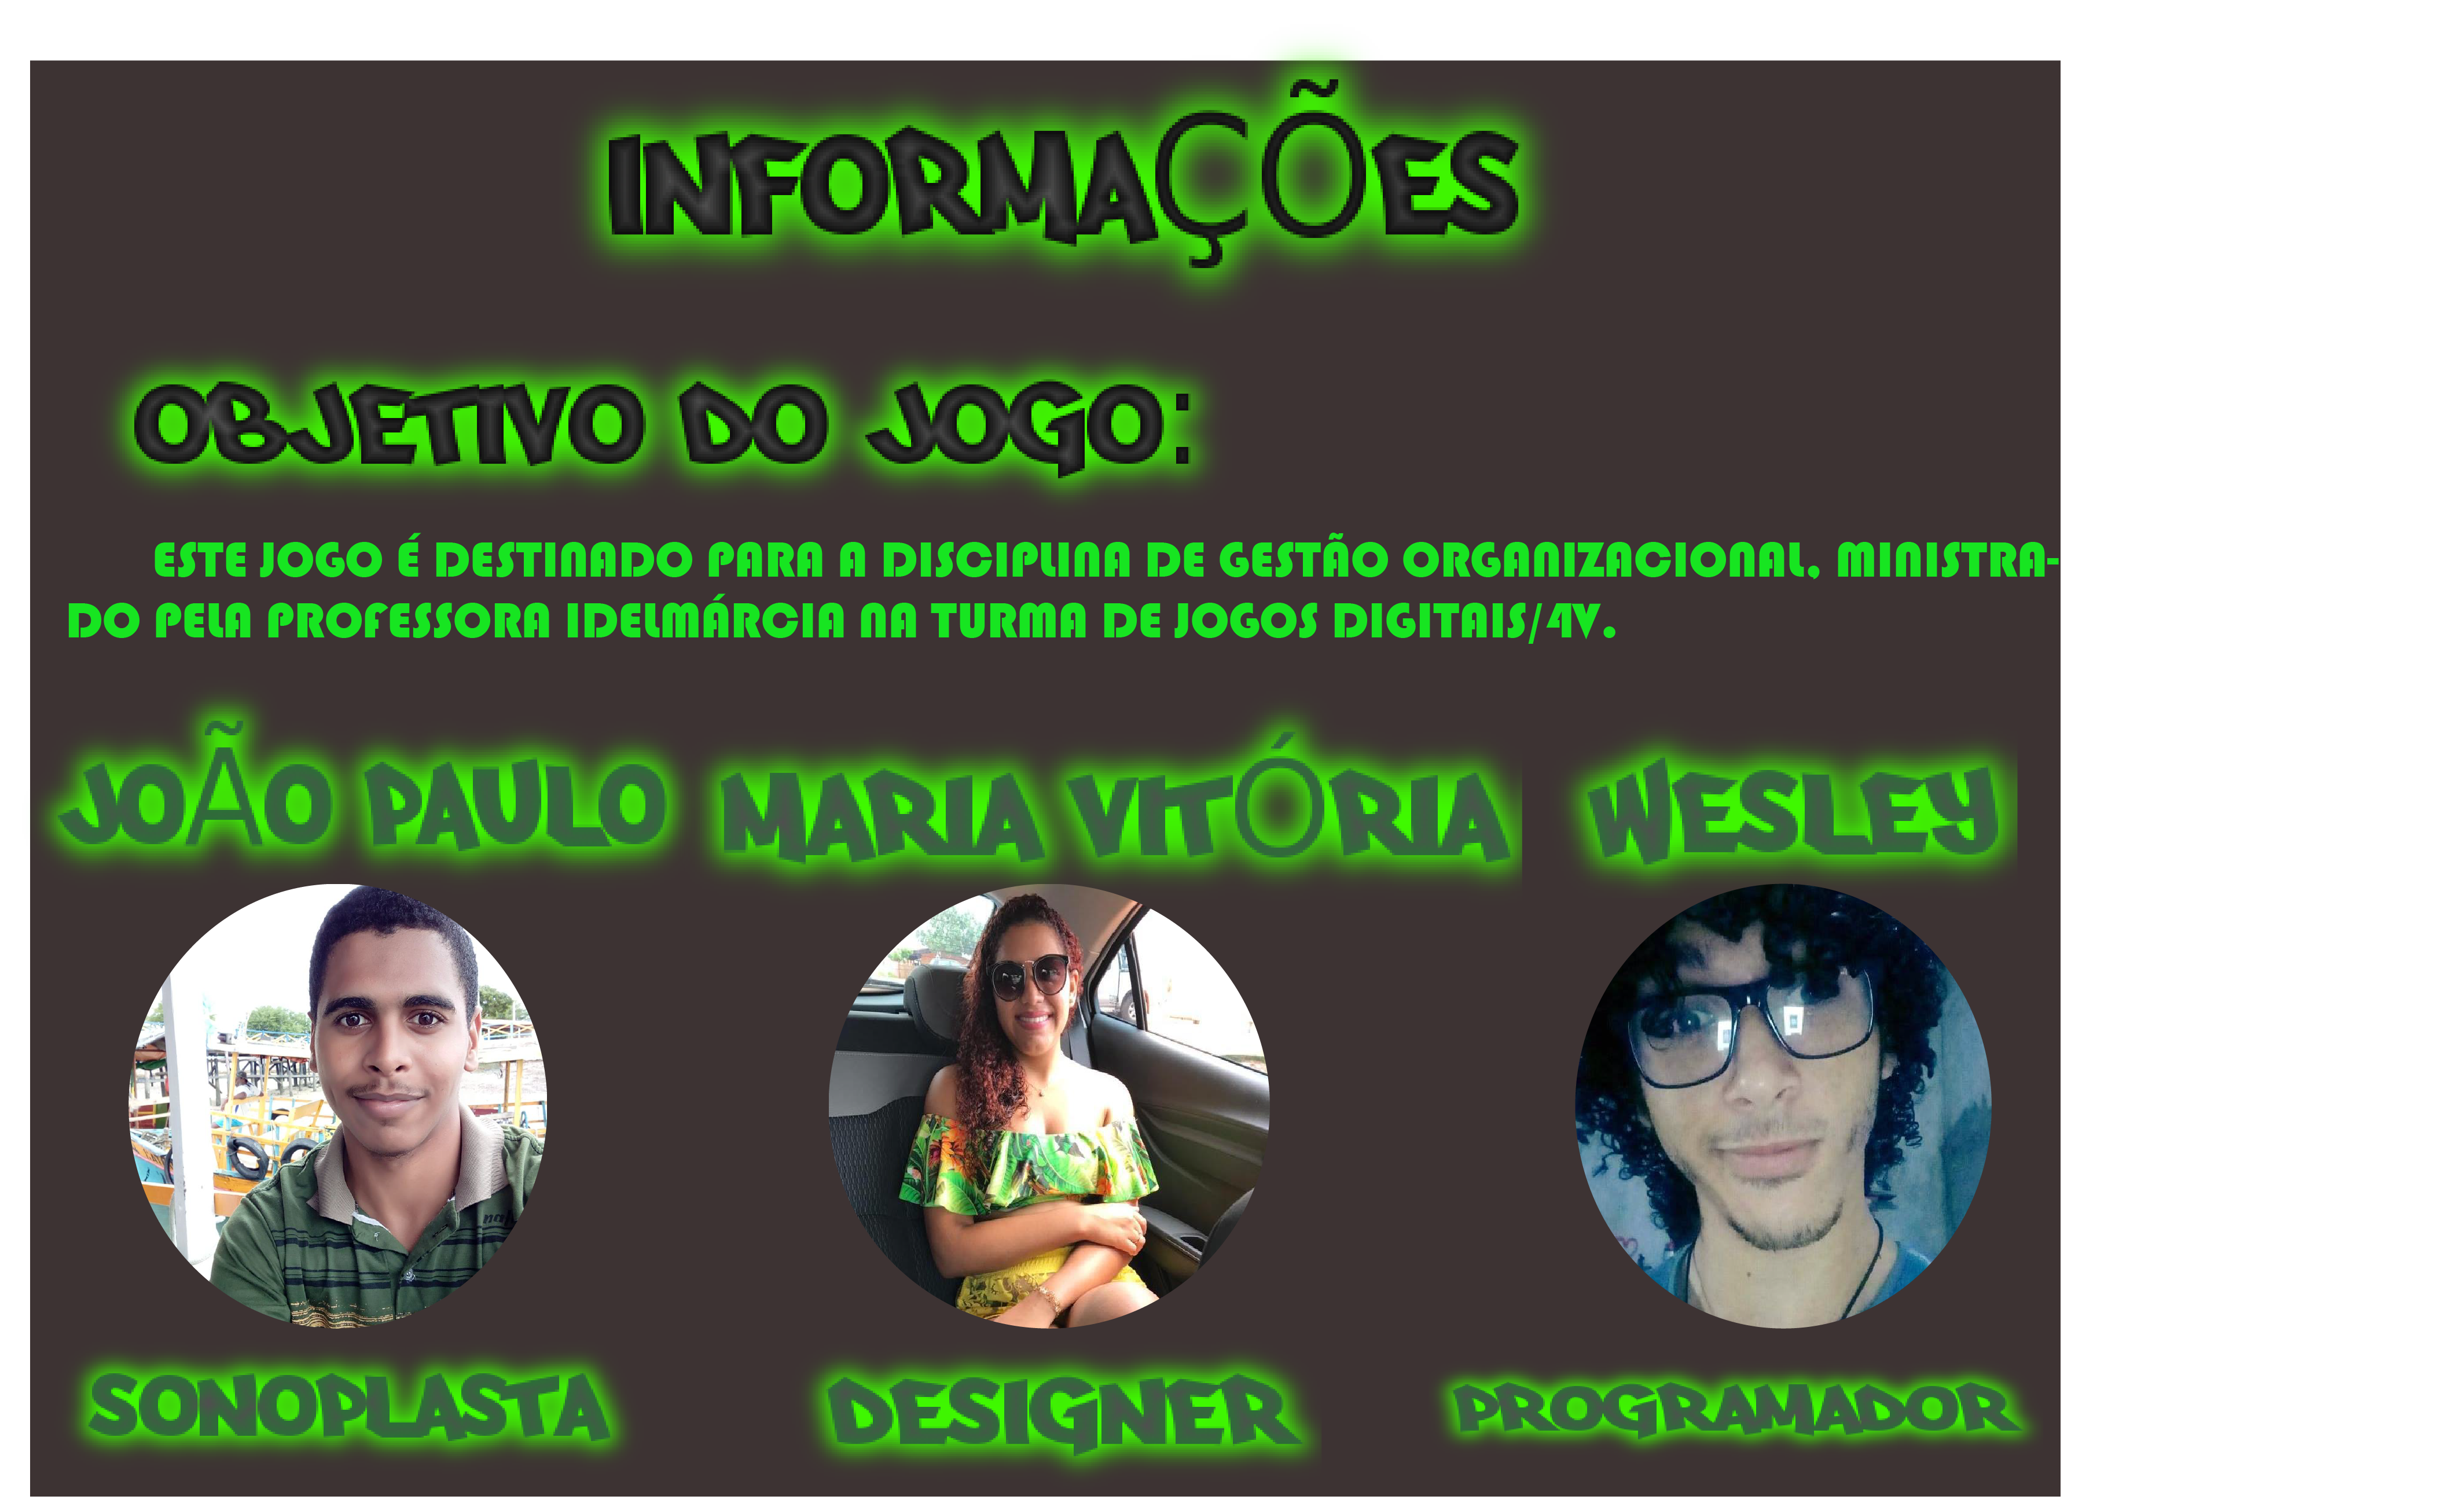 INFORMAÇÕES
OBJETIVO DO JOGO:
ESTE JOGO É DESTINADO PARA A DISCIPLINA DE GESTÃO ORGANIZACIONAL, MINISTRA-
DO PELA PROFESSORA IDELMÁRCIA NA TURMA DE JOGOS DIGITAIS/4V.
JOÃO PAULO MARIA VITÓRIA WESLEY
SONOPLASTA DESIGNER PROGRAMADOR